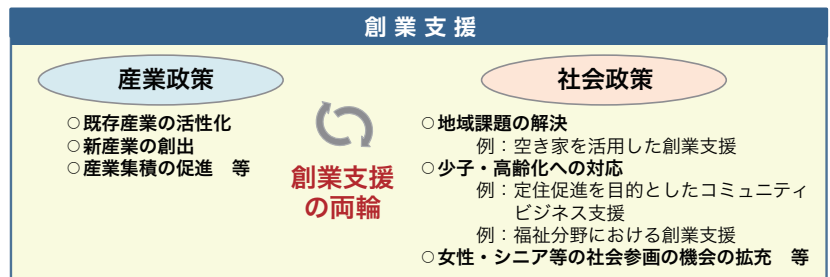 創業支援
産業政策
○既存産業の活性化
○新産業の創出
○産業集積の促進　等
創業支援
の両輪
社会政策
○地域課題の解決
例：空き家を活用した創業支援
○少子・高齢化への対応
例：定住促進を目的としたコミュニティ
ビジネス支援
例：福祉分野における創業支援
○女性・シニア等の社会参画の機会の拡充　等